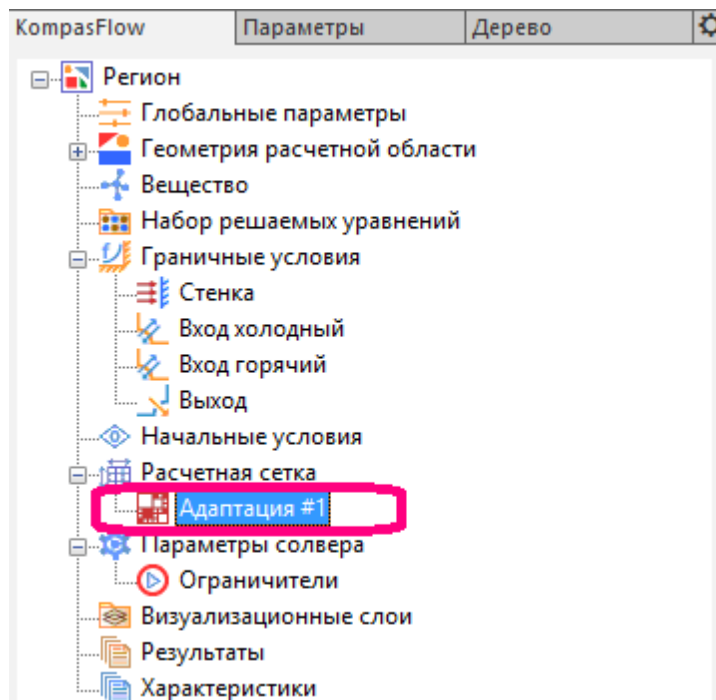 KompasFlow Параметры Дерево
Регион
Глобальные параметры
Геометрия расчетной области
Вещество
Набор решаемых уравнений
Граничные условия
Стенка
Вход холодный
Вход горячий
Выход
Начальные условия
Расчетная сетка
Адаптация #1
Параметры солвера
Ограничители
Визуализационные слои
Результаты
Характеристики